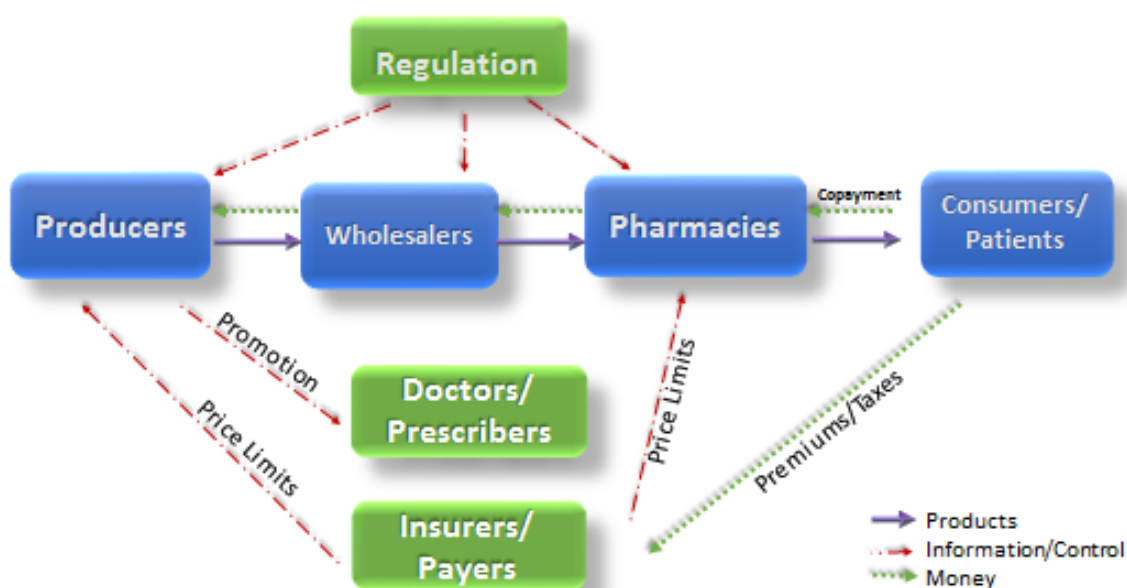 Regulation
Producers
Wholesalers
Pharmacies
Copayment
Consumers/
Patients
Promotion
Price Limits
Doctors/
Prescribers
Price Limits
Premiums/Taxes
Insurers/
Payers
Products
Information/Control
Money